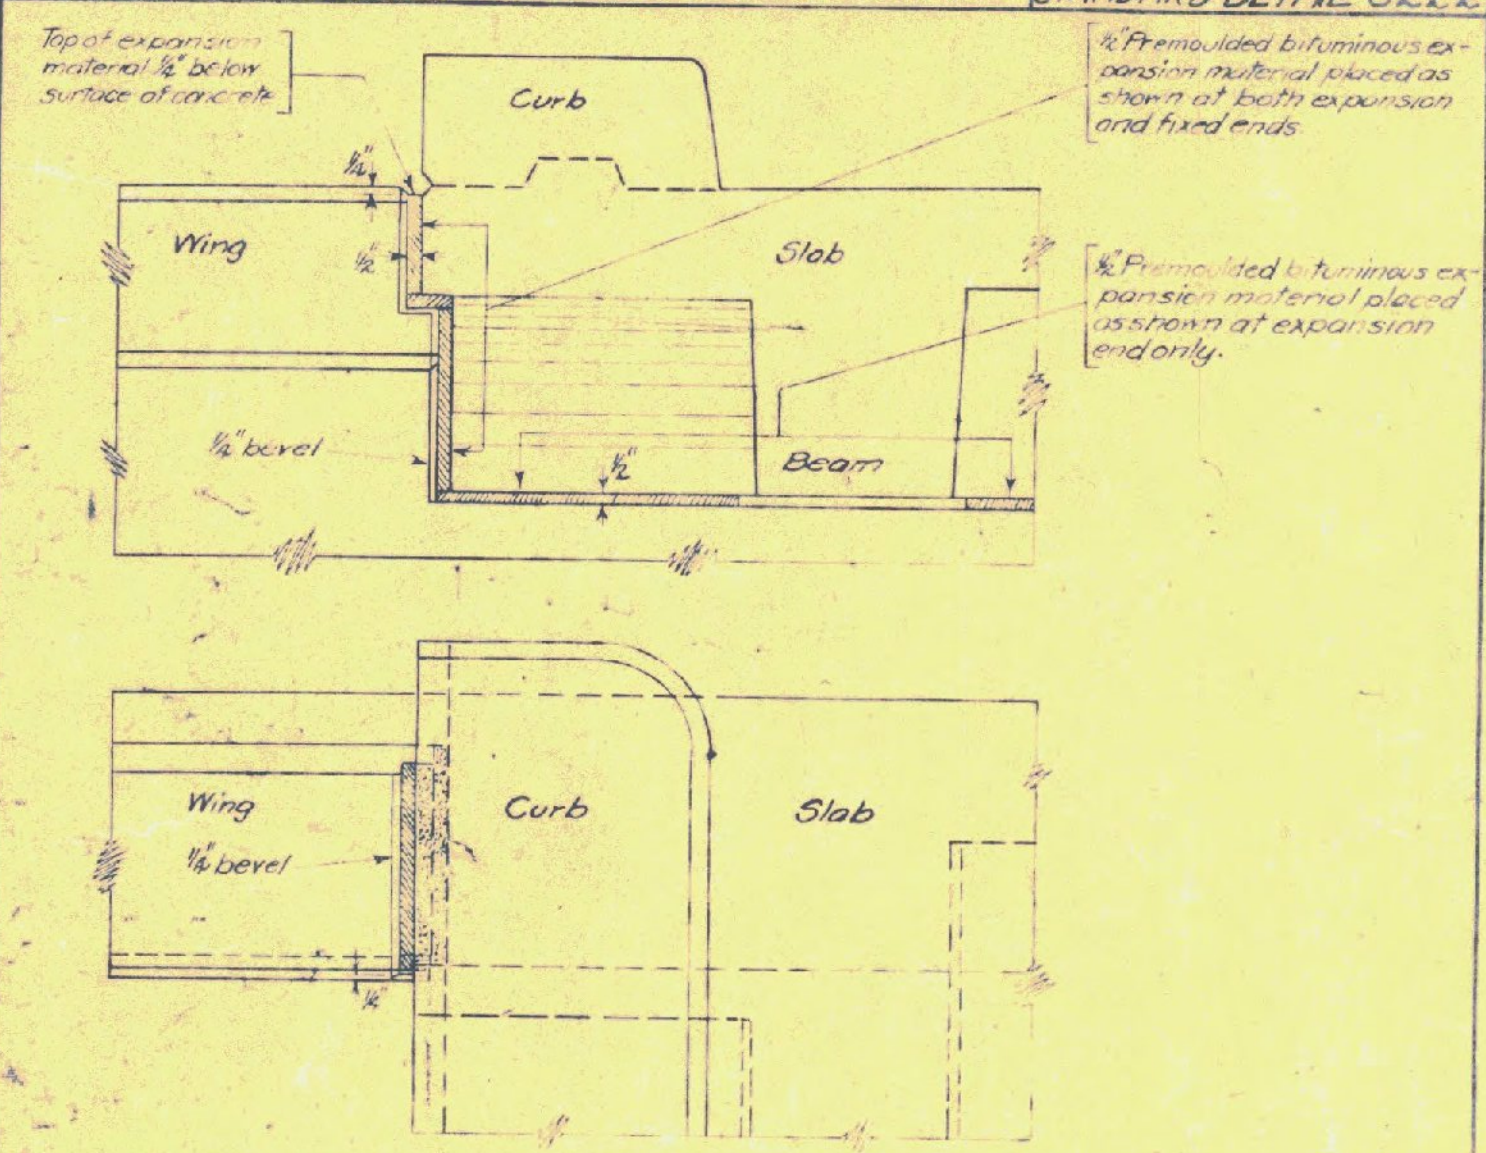 STANDARD DETAIL
Top of expansion
material 1/4" below
surface of concrete
1/2" Premoulded bituminous ex-
pansion material placed as
shown at both expansion
and fixed ends.
Curb
1/4"
Wing
1/2"
Slab
1/2" Premoulded bituminous ex-
pansion material placed
as shown at expansion
end only.
1/4" bevel
1/2"
Beam
Wing
Curb
Slab
1/4" bevel